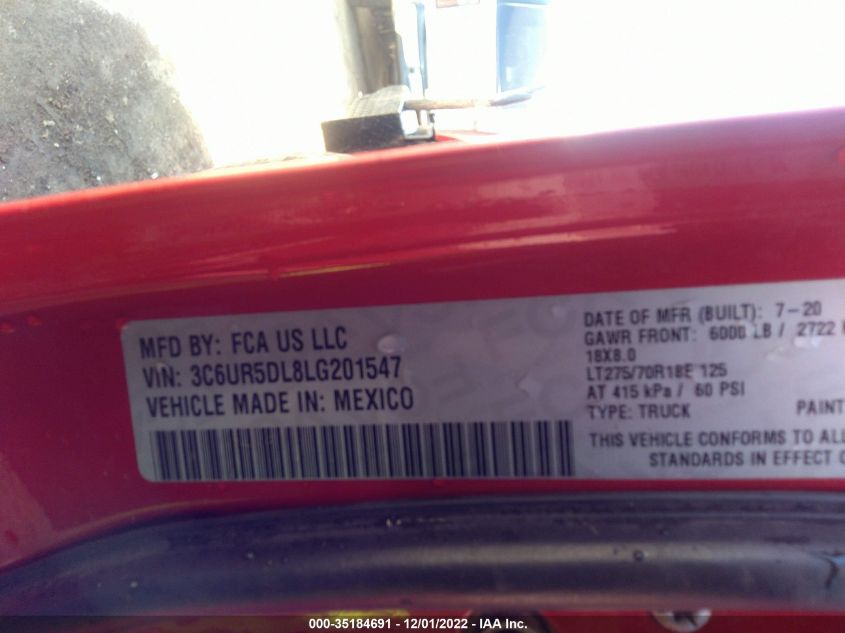 MFD BY: FCA US LLC
VIN: 3C6UR5DL8LG201547
VEHICLE MADE IN: MEXICO
DATE OF MFR (BUILT): 7-20
GAWR FRONT: 6000 LB / 2722
18X8.0
LT275/70R18E 125
AT 415 kPa / 60 PSI
TYPE: TRUCK PAINT
THIS VEHICLE CONFORMS TO ALL
STANDARDS IN EFFECT
000-35184691 - 12/01/2022 - IAA Inc.